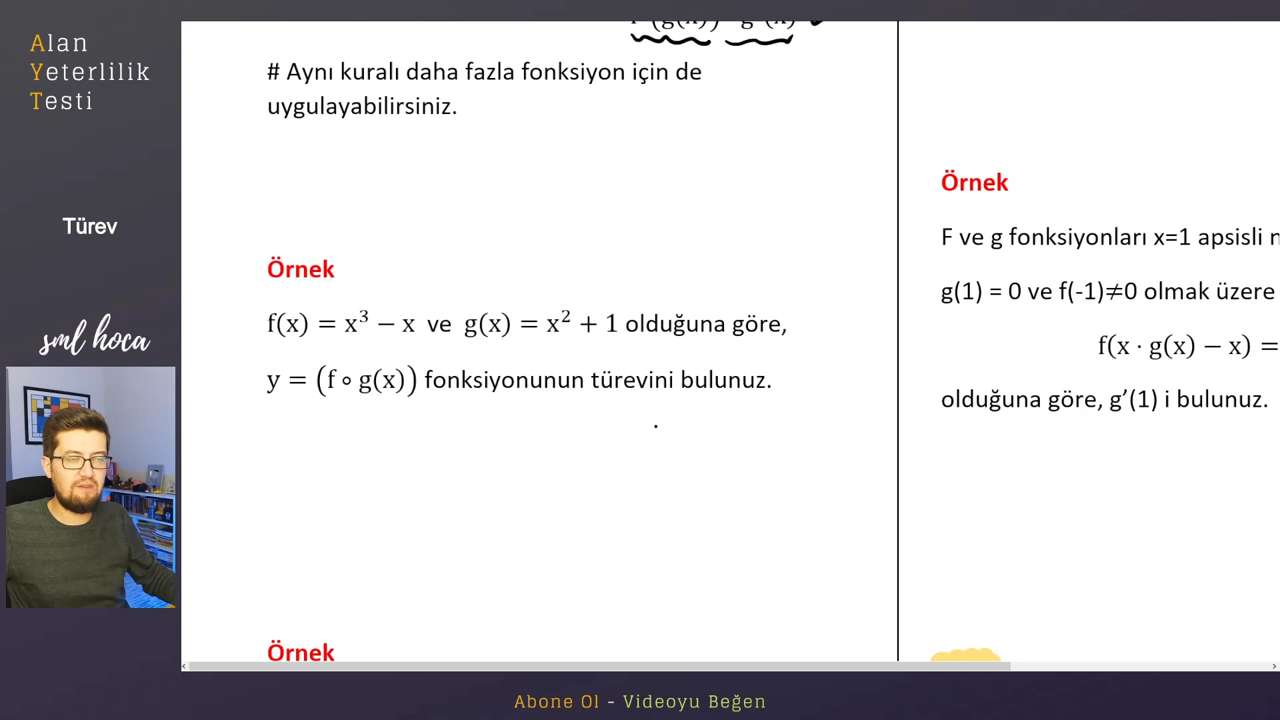 Alan
Yeterlilik
Testi
Türev
sml hoca
# Aynı kuralı daha fazla fonksiyon için de
uygulayabilirsiniz.
Örnek
f(x) = x³ − x ve g(x) = x² + 1 olduğuna göre,
y = (f ∘ g(x)) fonksiyonunun türevini bulunuz.
Örnek
Örnek
F ve g fonksiyonları x=1 apsisli
g(1) = 0 ve f(-1)≠0 olmak üzere
f(x · g(x) − x) =
olduğuna göre, g’(1) i bulunuz.
Abone Ol - Videoyu Beğen